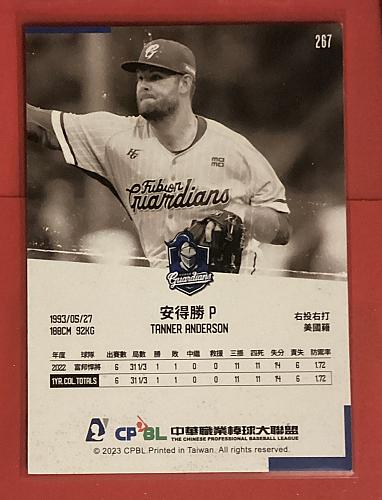 267
G
momo
Fubon
Guardians
Guardians
安得勝 P
TANNER ANDERSON
1993/05/27
188CM 92KG
右投右打
美國籍
年度 球隊 出賽數 局數 勝 敗 中繼 救援 三振 四死 失分 責失 防禦率
2022 富邦悍將 6 31 1/3 1 1 0 0 11 11 14 6 1.72
1YR.COL.TOTALS 6 31 1/3 1 1 0 0 11 11 14 6 1.72
CPBL 中華職業棒球大聯盟
THE CHINESE PROFESSIONAL BASEBALL LEAGUE
© 2023 CPBL.Printed in Taiwan. All rights reserved.